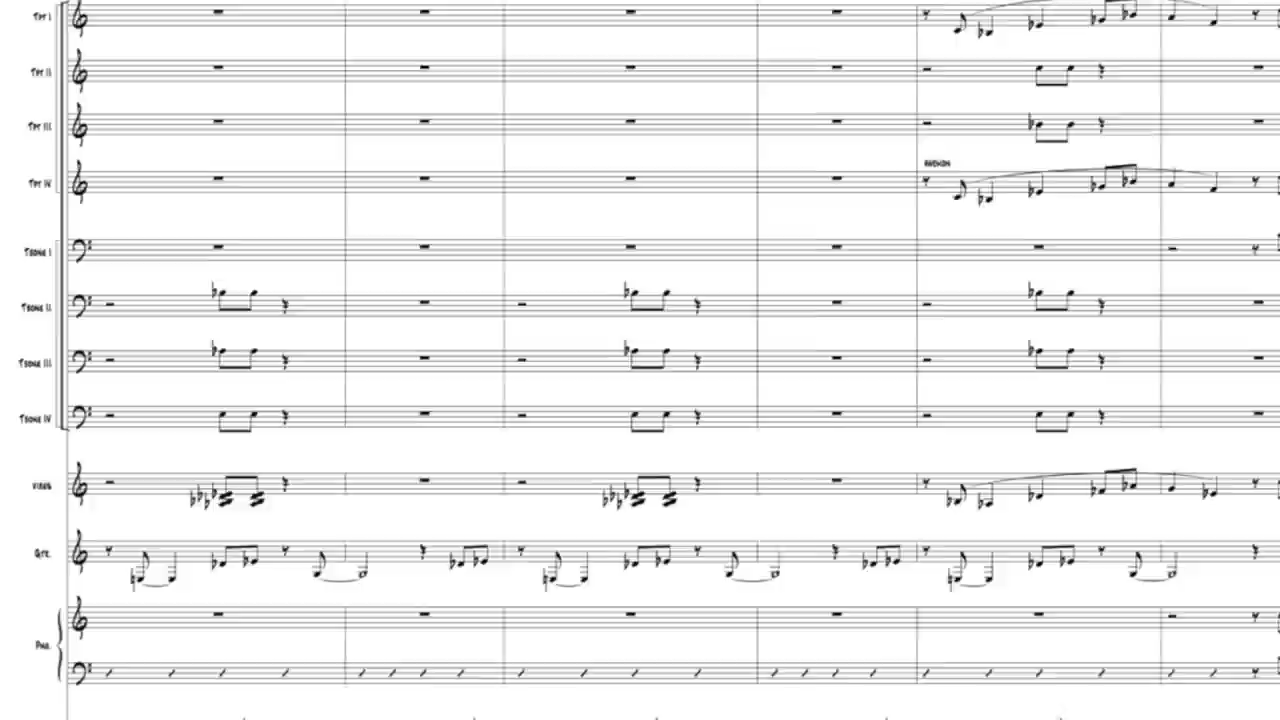 TPT I
TPT II
TPT III
TPT IV
TBONE I
TBONE II
TBONE III
TBONE IV
VIBES
GTR.
PNO.